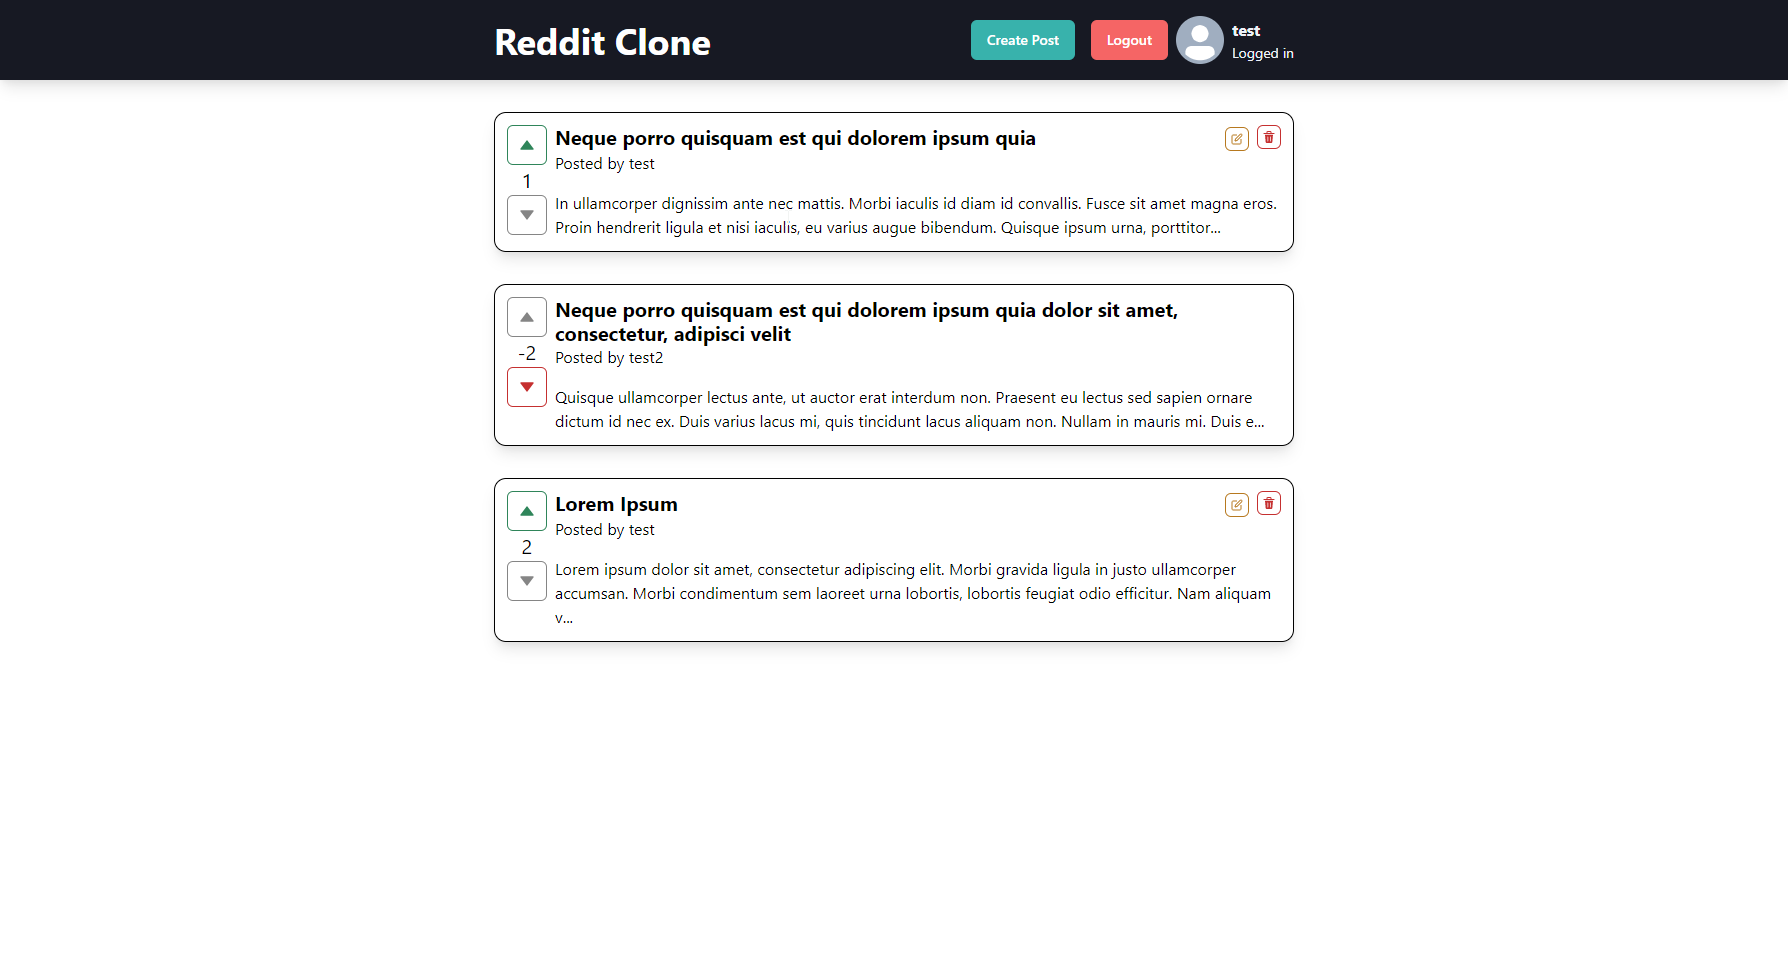 Reddit Clone
Create Post
Logout
test
Logged in
Neque porro quisquam est qui dolorem ipsum quia
Posted by test
1
In ullamcorper dignissim ante nec mattis. Morbi iaculis id diam id convallis. Fusce sit amet magna eros.
Proin hendrerit ligula et nisi iaculis, eu varius augue bibendum. Quisque ipsum urna, porttitor...
Neque porro quisquam est qui dolorem ipsum quia dolor sit amet,
consectetur, adipisci velit
-2
Posted by test2
Quisque ullamcorper lectus ante, ut auctor erat interdum non. Praesent eu lectus sed sapien ornare
dictum id nec ex. Duis varius lacus mi, quis tincidunt lacus aliquam non. Nullam in mauris mi. Duis e...
Lorem Ipsum
Posted by test
2
Lorem ipsum dolor sit amet, consectetur adipiscing elit. Morbi gravida ligula in justo ullamcorper
accumsan. Morbi condimentum sem laoreet urna lobortis, lobortis feugiat odio efficitur. Nam aliquam
v...